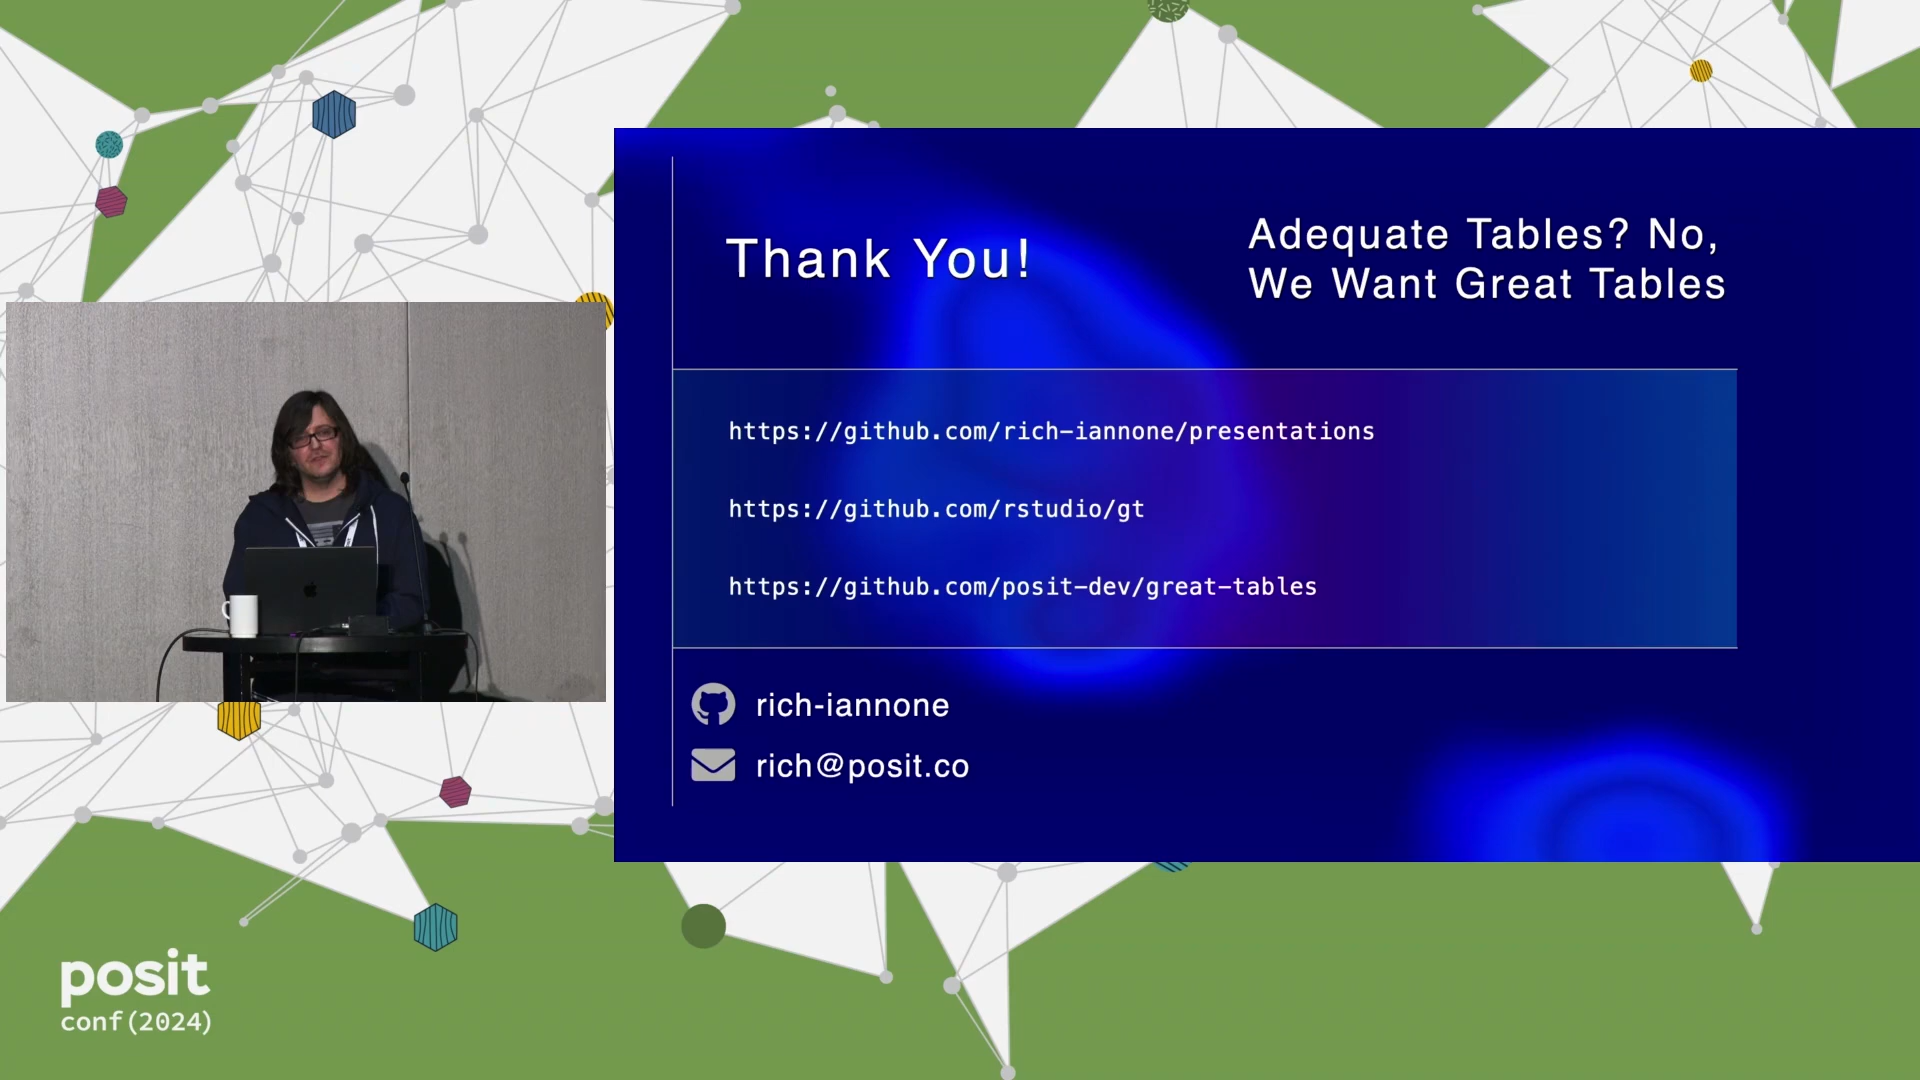 Thank You!
Adequate Tables? No,
We Want Great Tables
https://github.com/rich-iannone/presentations
https://github.com/rstudio/gt
https://github.com/posit-dev/great-tables
rich-iannone
rich@posit.co
posit
conf(2024)